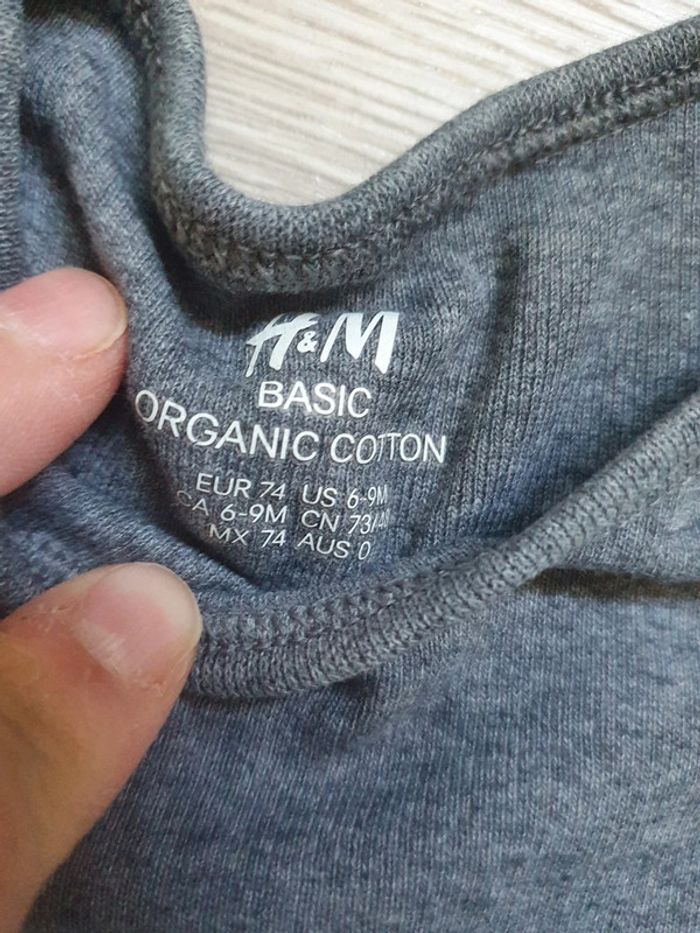 H&M
BASIC
ORGANIC COTTON
EUR 74 US 6-9M
CA 6-9M CN 73/
MX 74 AUS 0